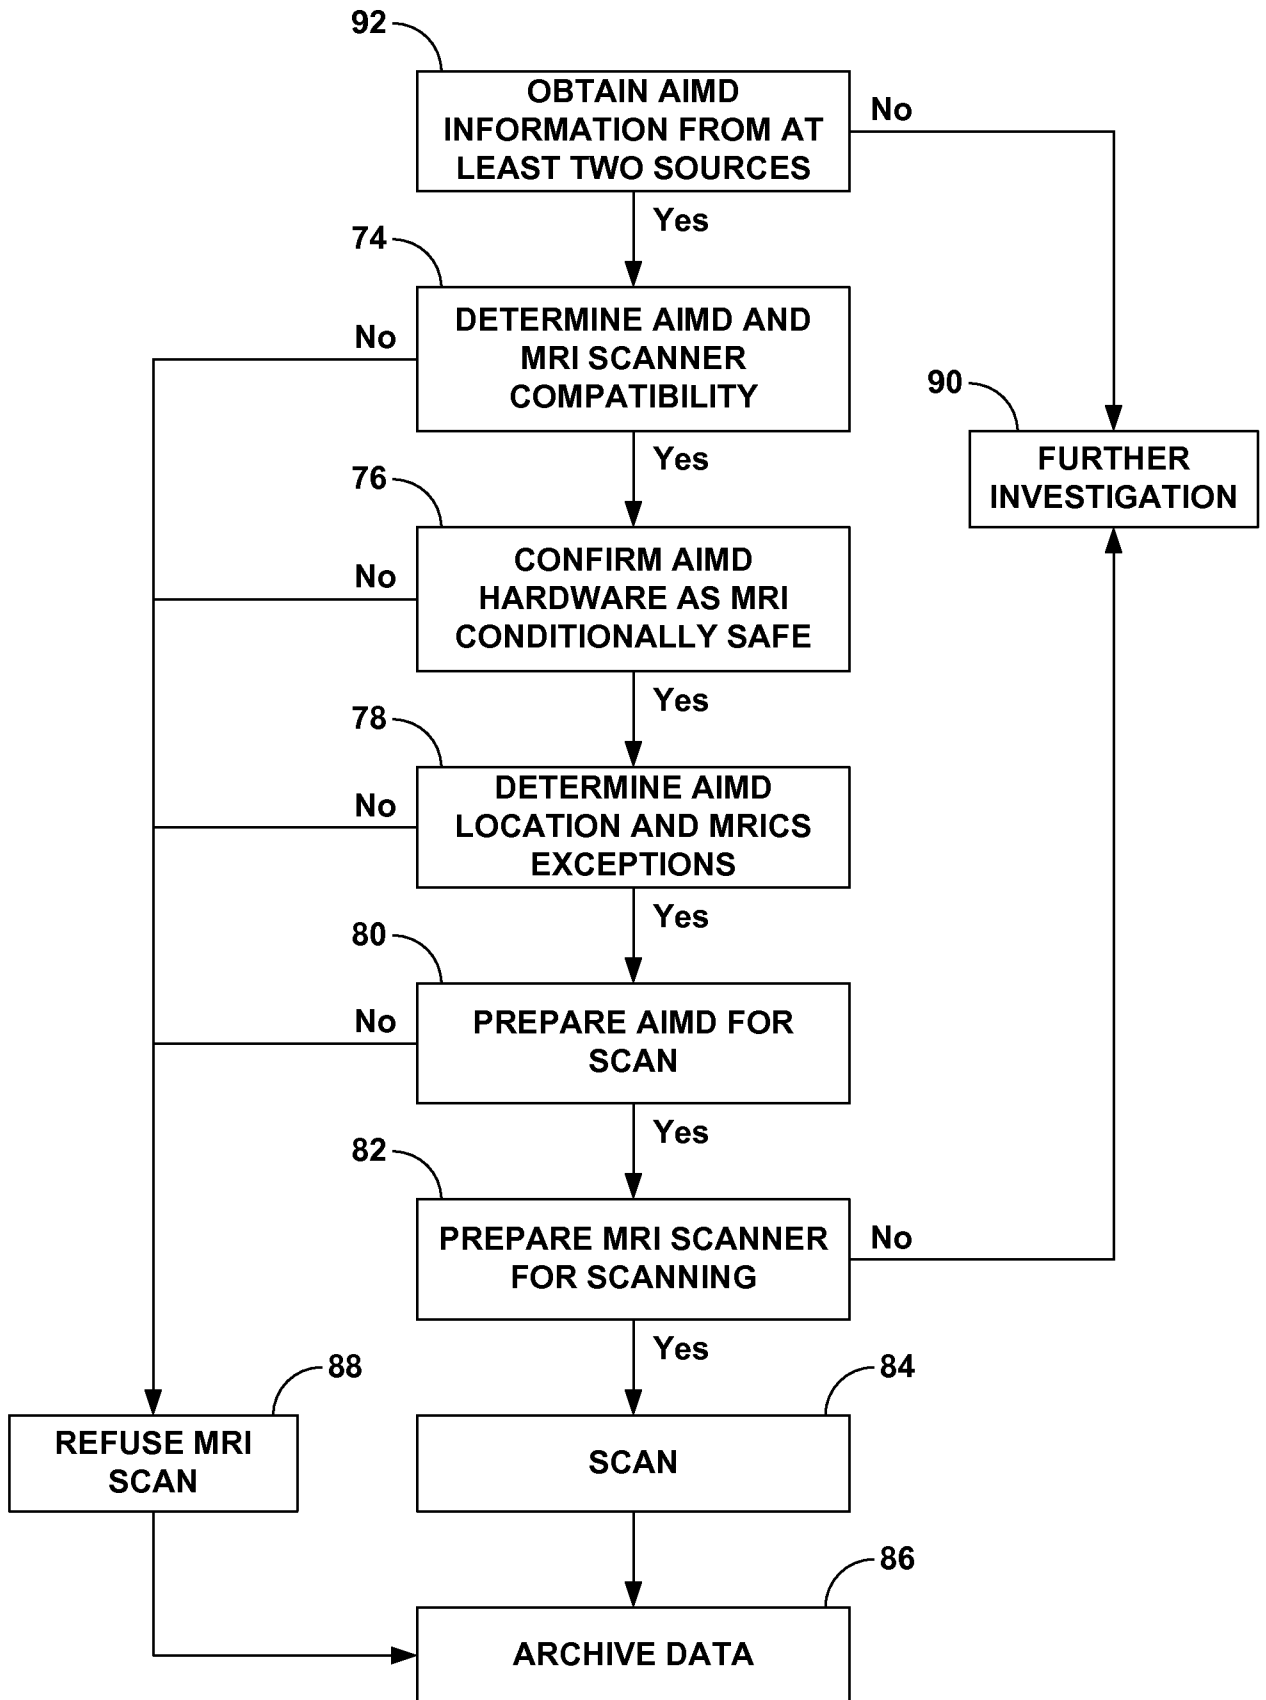 92
OBTAIN AIMD
INFORMATION FROM AT
LEAST TWO SOURCES
No
Yes
74
DETERMINE AIMD AND
MRI SCANNER
COMPATIBILITY
No
Yes
90
FURTHER
INVESTIGATION
76
CONFIRM AIMD
HARDWARE AS MRI
CONDITIONALLY SAFE
No
Yes
78
DETERMINE AIMD
LOCATION AND MRICS
EXCEPTIONS
No
Yes
80
PREPARE AIMD FOR
SCAN
No
Yes
82
PREPARE MRI SCANNER
FOR SCANNING
No
Yes
88
REFUSE MRI
SCAN
84
SCAN
86
ARCHIVE DATA